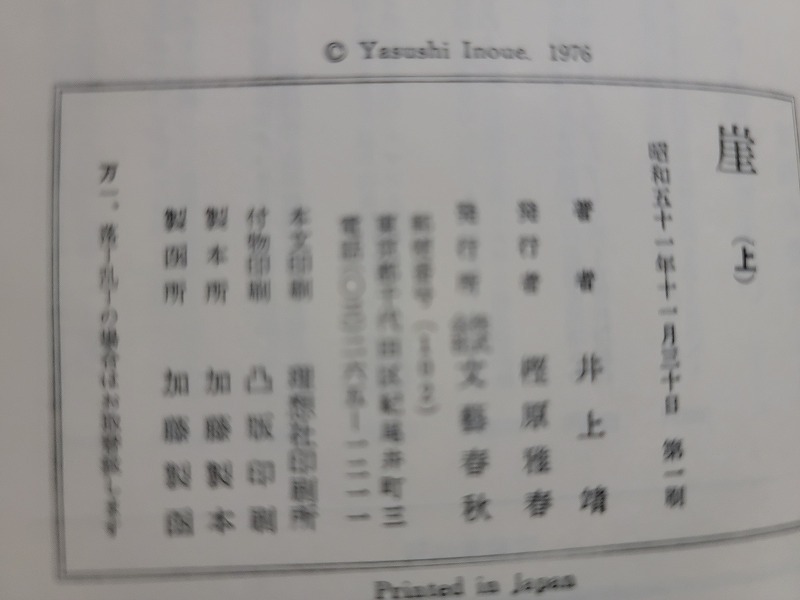 © Yasushi Inoue. 1976
崖 (上)
昭和五十一年十一月三十日 第一刷
著者 井上靖
発行者 樫原雅春
発行所 株式会社 文藝春秋
郵便番号(102)
東京都千代田区紀尾井町三
電話(〇三)二六五―一二一一
本文印刷 理想社印刷所
付物印刷 凸版印刷
製本所 加藤製本
製函所 加藤製函
万一、落丁乱丁の場合はお取替致します
Printed in Japan